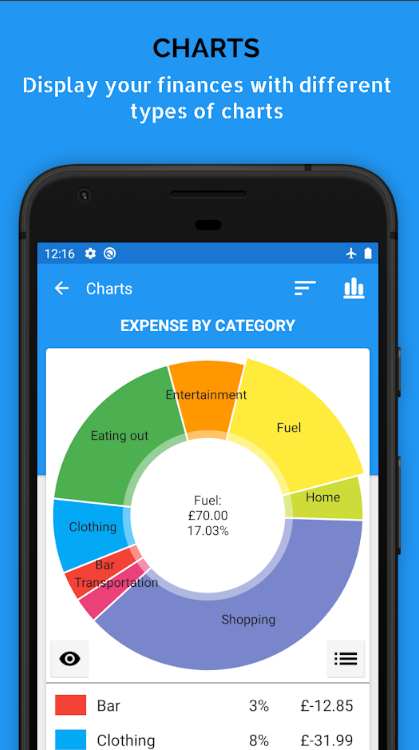 CHARTS
Display your finances with different
types of charts
12:16
Charts
EXPENSE BY CATEGORY
Entertainment
Fuel
Eating out
Home
Fuel:
£70.00
17.03%
Clothing
Bar
Transportation
Shopping
Bar 3% £-12.85
Clothing 8% £-31.99